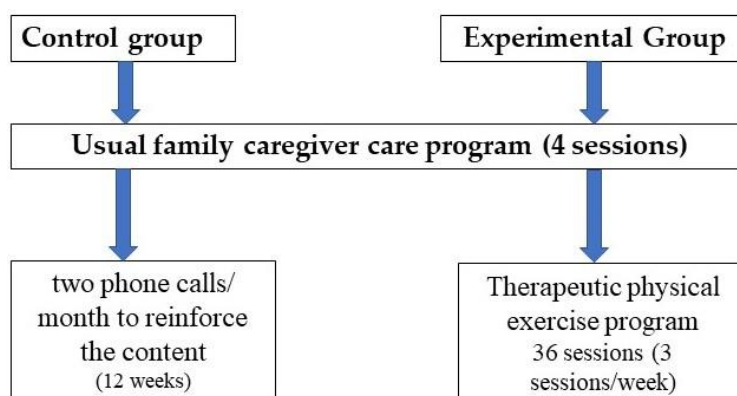 Control group
Experimental Group
Usual family caregiver care program (4 sessions)
two phone calls/
month to reinforce
the content
(12 weeks)
Therapeutic physical
exercise program
36 sessions (3
sessions/week)